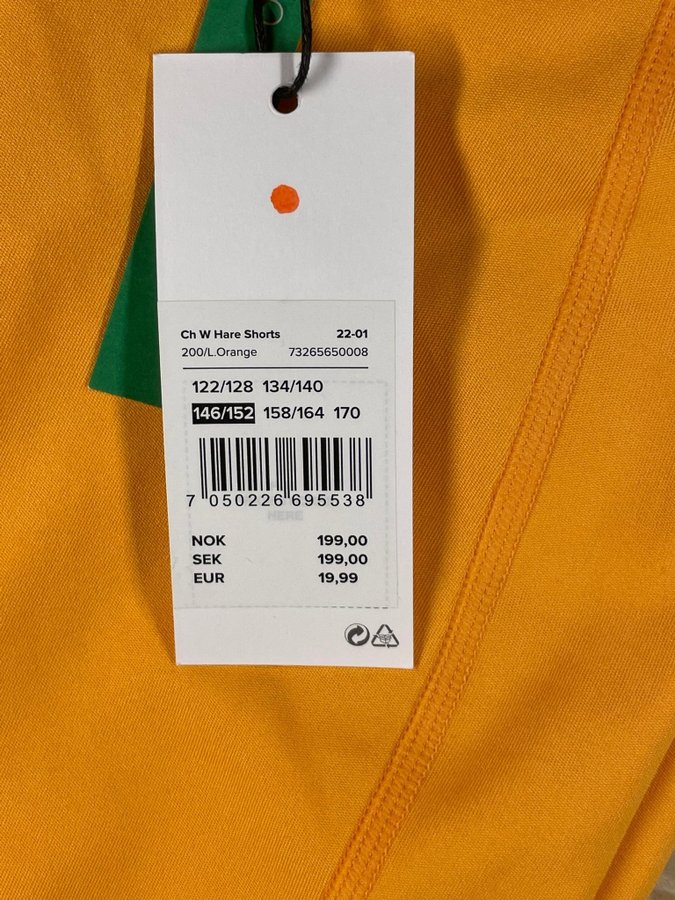 Ch W Hare Shorts 22-01
200/L.Orange 73265650008
122/128 134/140
146/152 158/164 170
7 050226 695538
HERE
NOK 199,00
SEK 199,00
EUR 19,99